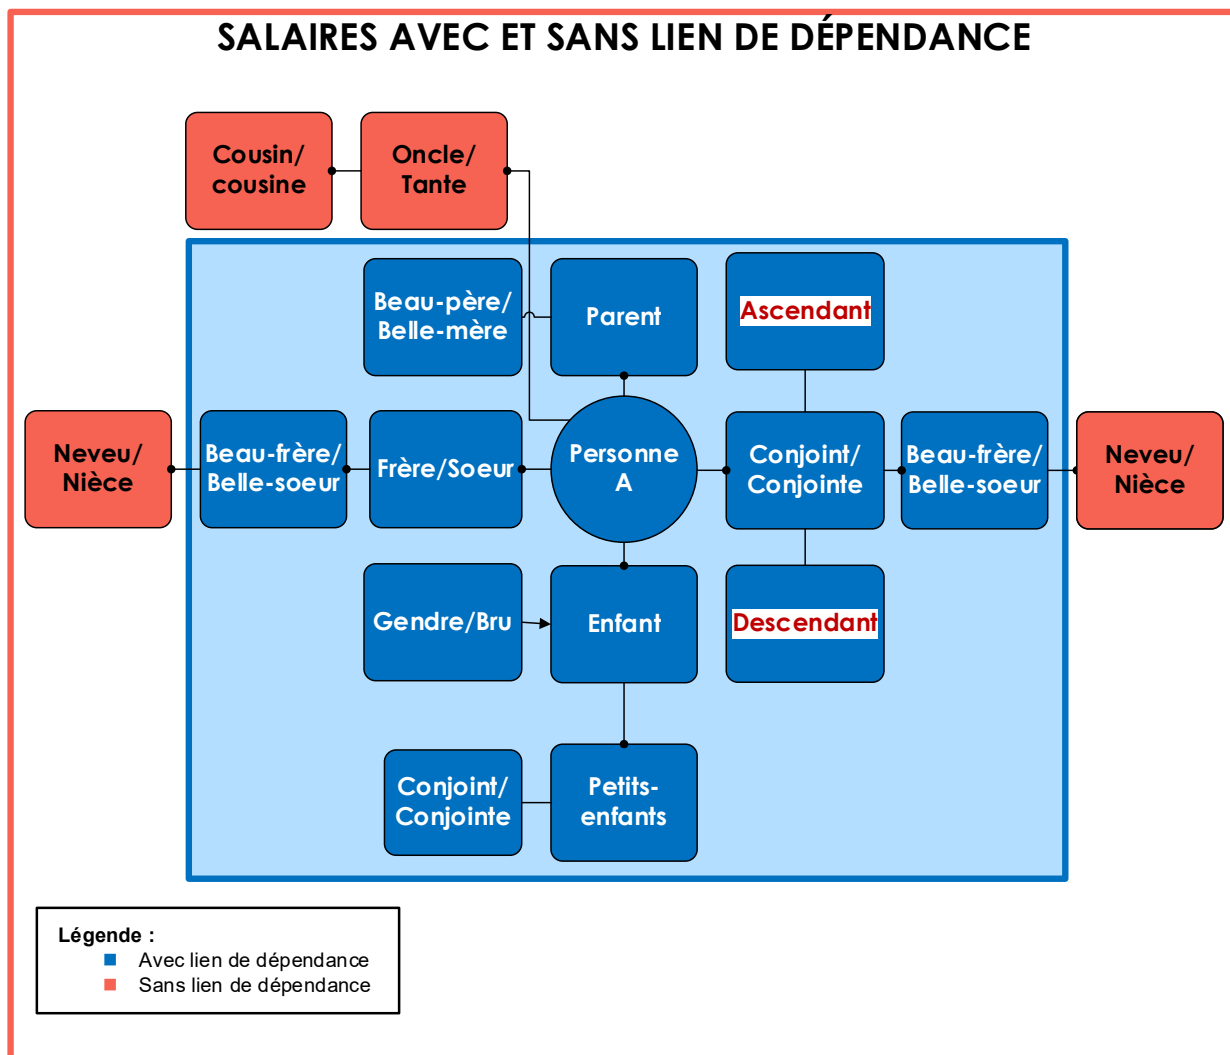 SALAIRES AVEC ET SANS LIEN DE DÉPENDANCE
Cousin/
cousine
Oncle/
Tante
Beau-père/
Belle-mère
Parent
Ascendant
Neveu/
Nièce
Beau-frère/
Belle-soeur
Frère/Soeur
Personne
A
Conjoint/
Conjointe
Beau-frère/
Belle-soeur
Neveu/
Nièce
Gendre/Bru
Enfant
Descendant
Conjoint/
Conjointe
Petits-
enfants
Légende :
Avec lien de dépendance
Sans lien de dépendance